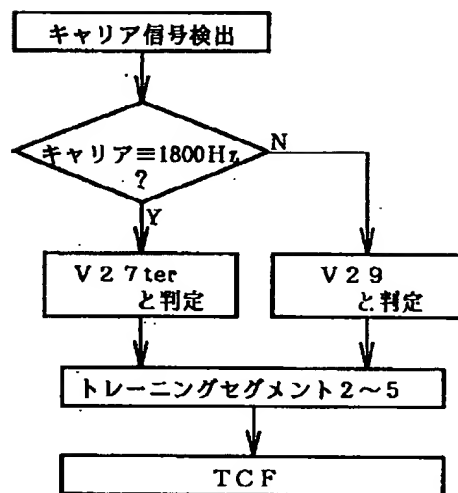 キャリア信号検出
キャリア≡1800Hz
?
N
Y
V27ter
と判定
V29
と判定
トレーニングセグメント2〜5
TCF